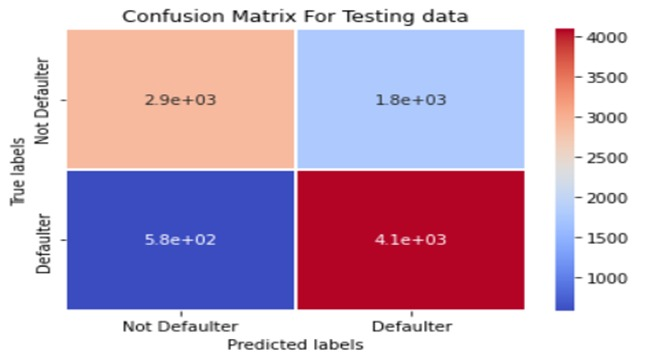 Confusion Matrix For Testing data
True labels
Not Defaulter
2.9e+03 1.8e+03
Defaulter
5.8e+02 4.1e+03
Not Defaulter Defaulter
Predicted labels
4000
3500
3000
2500
2000
1500
1000